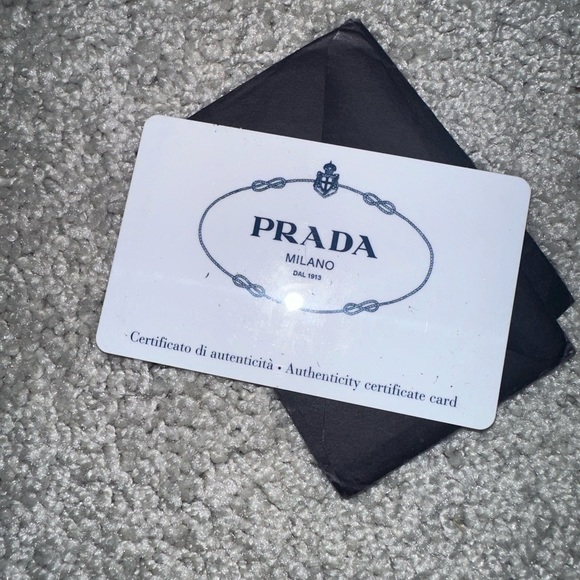 PRADA
MILANO
DAL 1913
Certificato di autenticità • Authenticity certificate card